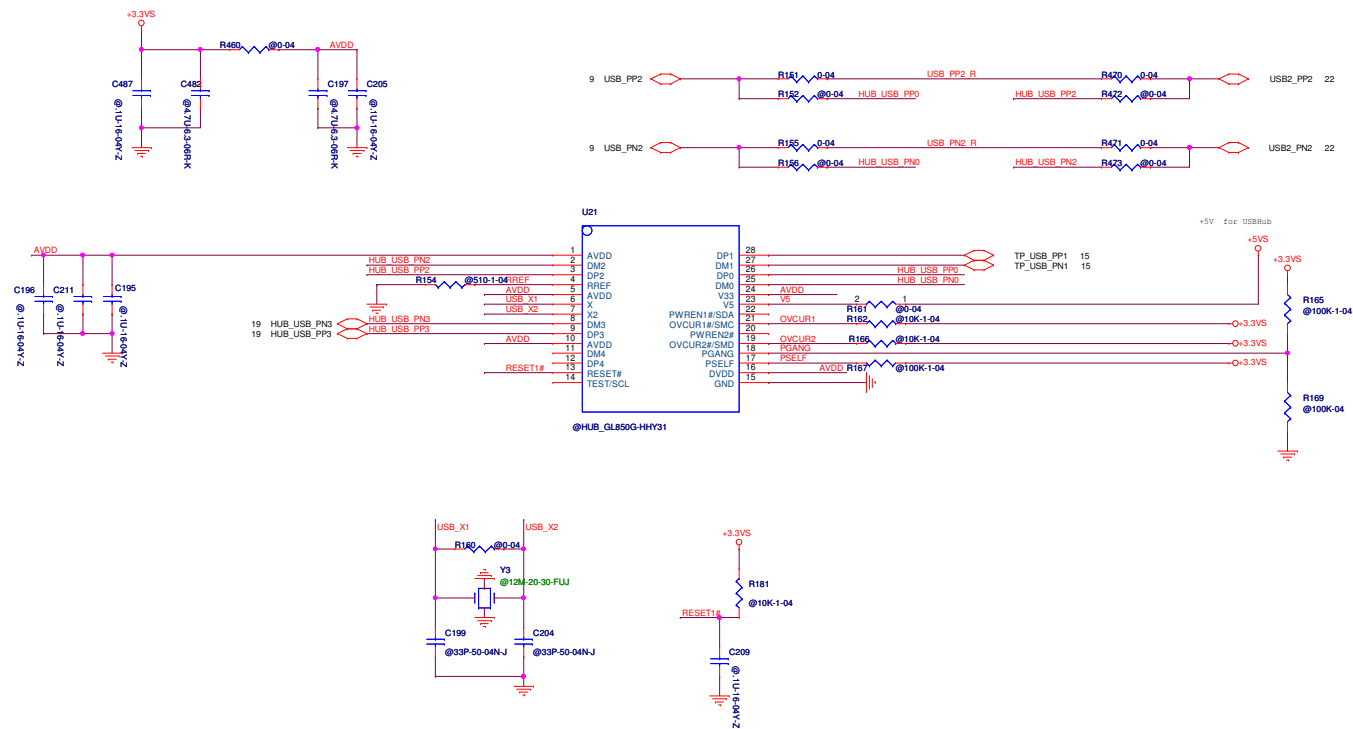 +3.3VS
R460 @0-04 AVDD
C487 C482 C197 C205
@.1U-16-04Y-Z
@4.7U-6.3-06R-K
@4.7U-6.3-06R-K
@.1U-16-04Y-Z
9 USB_PP2 R151 0-04 USB_PP2_R R470 0-04 USB2_PP2 22
R152 @0-04 HUB_USB_PP0 HUB_USB_PP2 R472 @0-04
9 USB_PN2 R155 0-04 USB_PN2_R R471 0-04 USB2_PN2 22
R156 @0-04 HUB_USB_PN0 HUB_USB_PN2 R473 @0-04
U21
+5V for USBHub
+5VS
+3.3VS
AVDD 1 AVDD DP1 28 TP_USB_PP1 15
HUB_USB_PN2 2 DM2 DM1 27 TP_USB_PN1 15
HUB_USB_PP2 3 DP2 DP0 26 HUB_USB_PP0
R154 @510-1-04 RREF 4 RREF DM0 25 HUB_USB_PN0
AVDD 5 AVDD V33 24 AVDD
USB_X1 6 X V5 23 V5 2 1 R161 @0-04
USB_X2 7 X2 PWREN1#/SDA 22
19 HUB_USB_PN3 HUB_USB_PN3 8 DM3 OVCUR1#/SMC 21 OVCUR1 R162 @10K-1-04 +3.3VS
19 HUB_USB_PP3 HUB_USB_PP3 9 DP3 PWREN2# 20
AVDD 10 AVDD OVCUR2#/SMD 19 OVCUR2 R166 @10K-1-04 +3.3VS
11 DM4 PGANG 18 PGANG
12 DP4 PSELF 17 PSELF R167 @100K-1-04 +3.3VS
RESET1# 13 RESET# DVDD 16 AVDD
14 TEST/SCL GND 15
C196 C211 C195
@.1U-16-04Y-Z
@.1U-16-04Y-Z
@.1U-16-04Y-Z
R165
@100K-1-04
R169
@100K-04
@HUB_GL850G-HHY31
USB_X1 USB_X2
R160 @0-04
Y3
@12M-20-30-FUJ
C199 C204
@33P-50-04N-J @33P-50-04N-J
+3.3VS
R181
@10K-1-04
RESET1#
C209
@.1U-16-04Y-Z